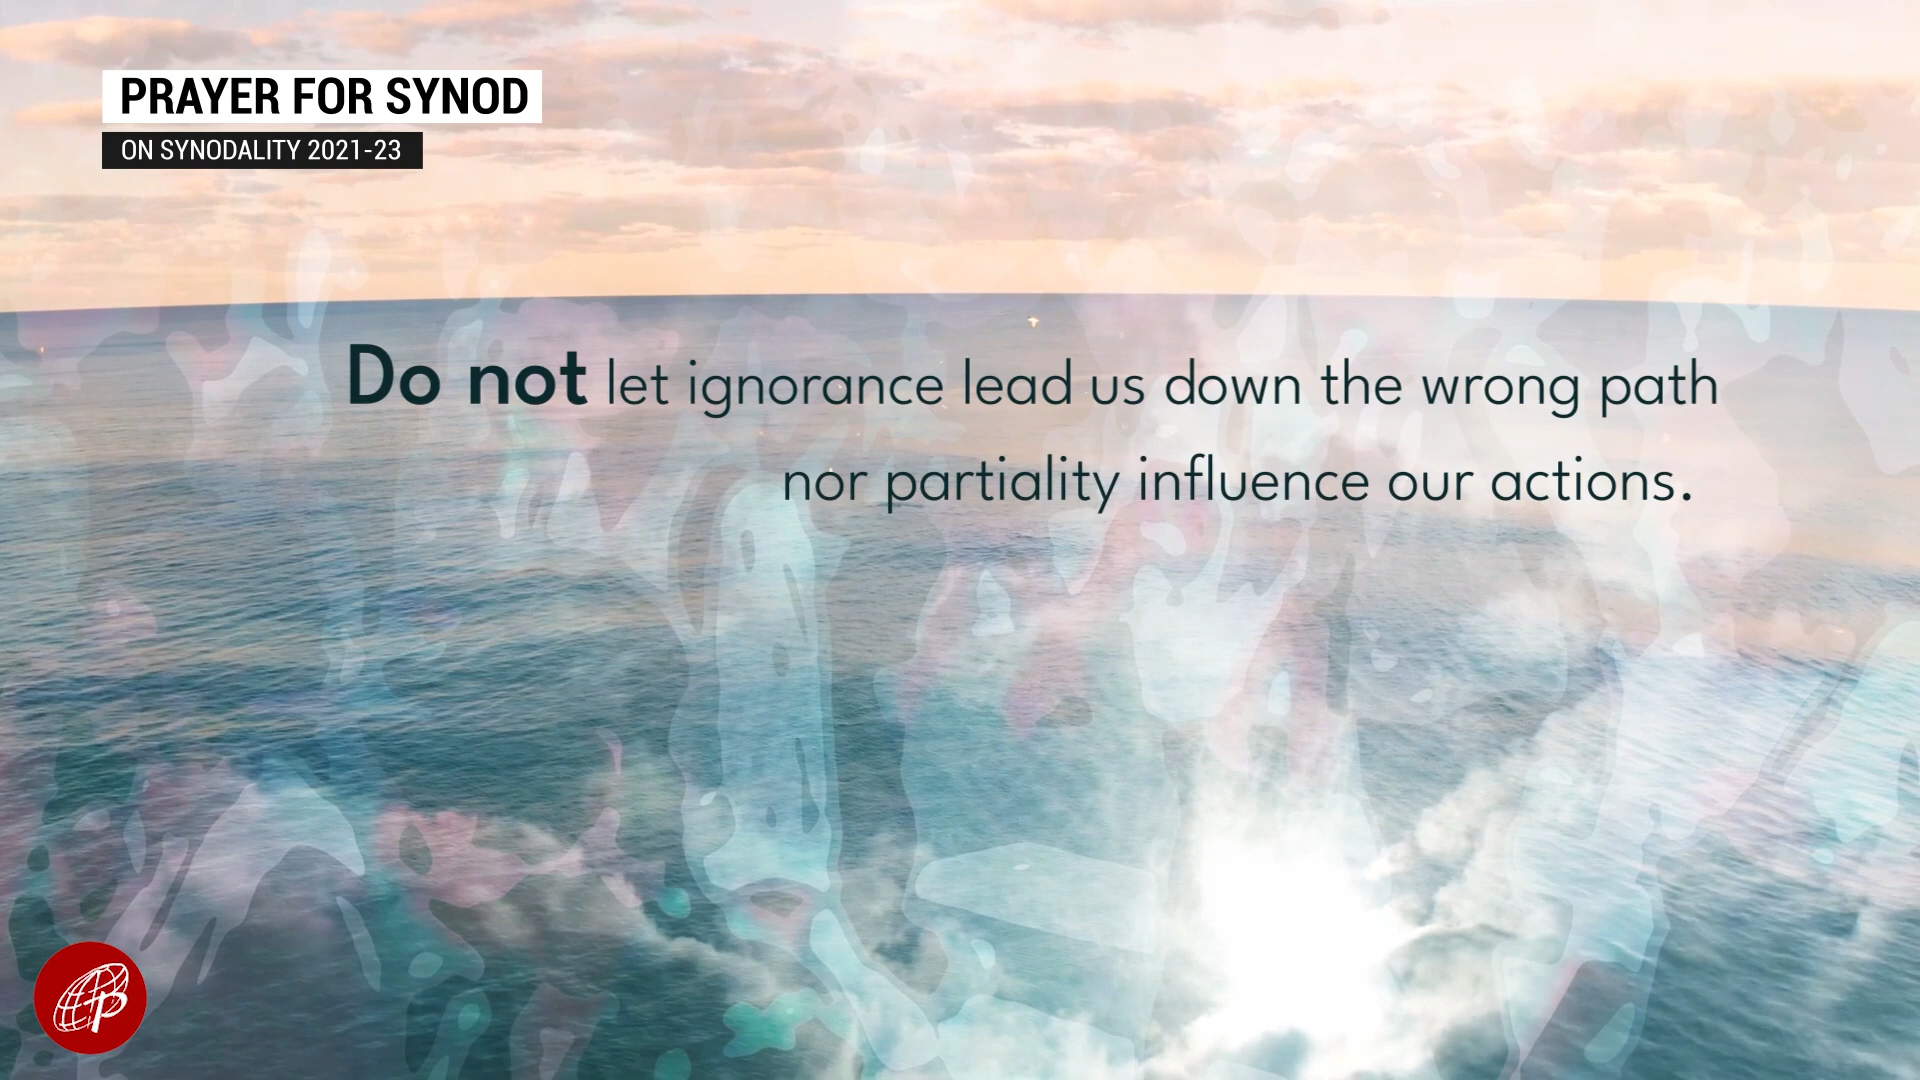 PRAYER FOR SYNOD
ON SYNODALITY 2021-23
Do not let ignorance lead us down the wrong path
nor partiality influence our actions.